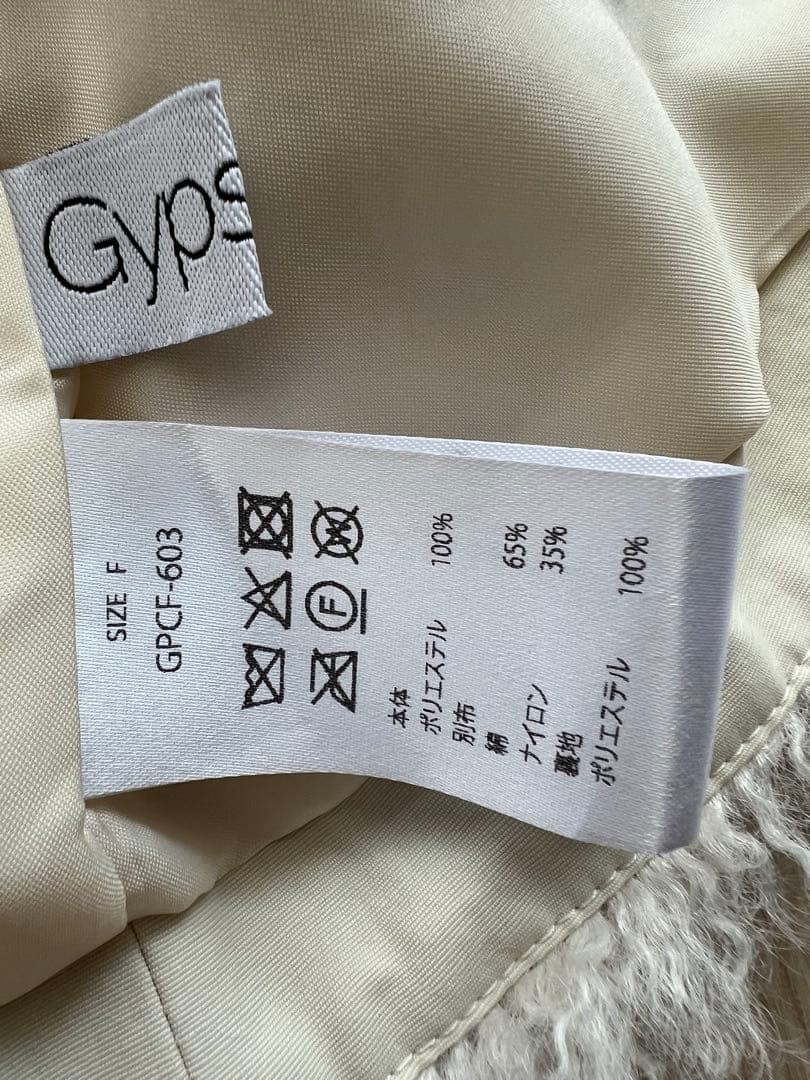 Gyps
SIZE F
GPCF-603
W
F
本体
ポリエステル 100%
別布
綿 65%
ナイロン 35%
裏地
ポリエステル 100%